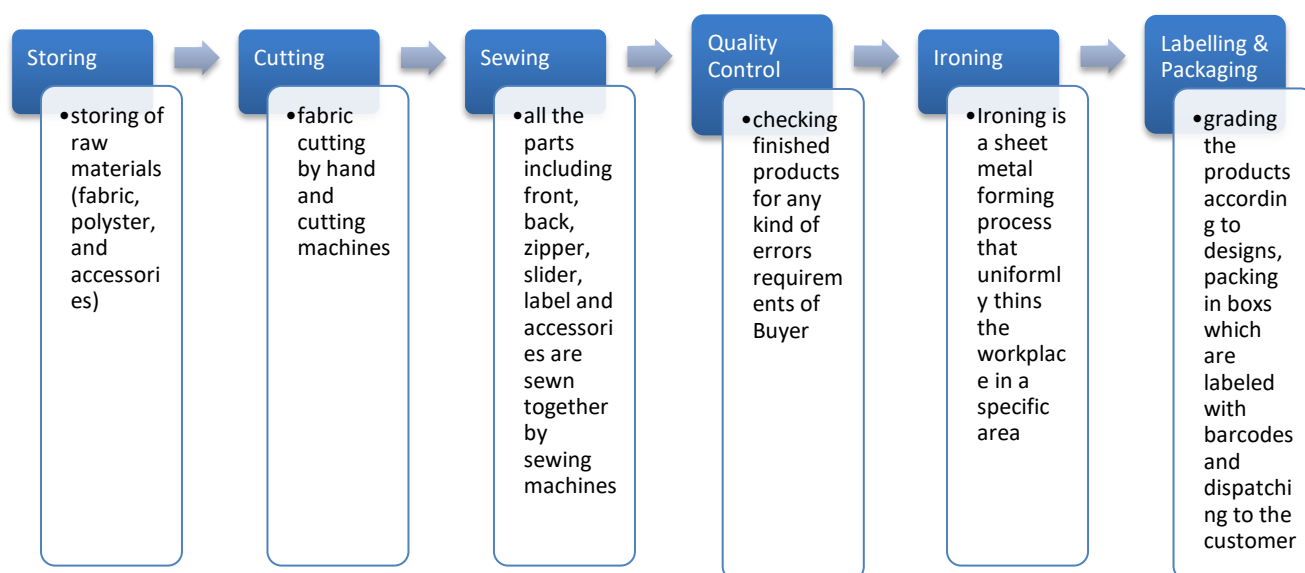 Storing
•storing of
raw
materials
(fabric,
polyster,
and
accessori
es)
Cutting
•fabric
cutting
by hand
and
cutting
machines
Sewing
•all the
parts
including
front,
back,
zipper,
slider,
label and
accessori
es are
sewn
together
by
sewing
machines
Quality
Control
•checking
finished
products
for any
kind of
errors
requirem
ents of
Buyer
Ironing
•Ironing is
a sheet
metal
forming
process
that
uniforml
y thins
the
workplac
e in a
specific
area
Labelling &
Packaging
•grading
the
products
accordin
g to
designs,
packing
in boxs
which
are
labeled
with
barcodes
and
dispatchi
ng to the
customer